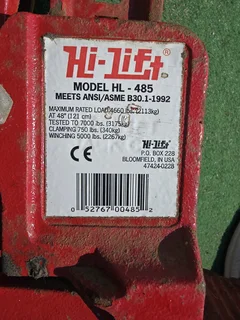 Hi-Lift®
MODEL HL - 485
MEETS ANSI/ASME B30.1-1992
MAXIMUM RATED LOAD 4660 Lbs. (2113kg)
AT 48" (121 cm)
TESTED TO 7000 lbs. (3175kg)
CLAMPING 750 lbs. (340kg)
WINCHING 5000 lbs. (2267kg)
CE
Hi-Lift®
P.O. BOX 228
BLOOMFIELD, IN USA
47424-0228
0 32767 00485 2